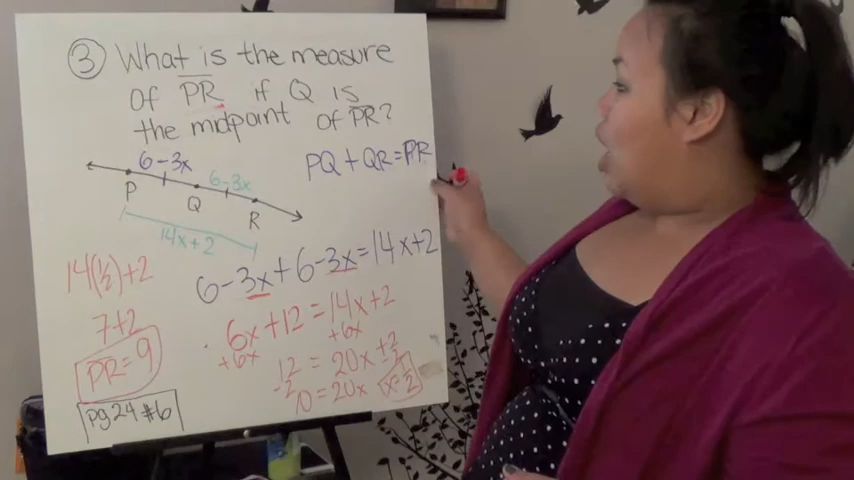 ③ What is the measure
of PR if Q is
the midpoint of PR?
6-3x
6-3x
P
Q
R
14x+2
PQ + QR = PR
6-3x+6-3x=14x+2
6x+12=14x+2
+6x +6x
12 = 20x +2
-2 -2
10 = 20x
x=1/2
14(1/2)+2
7+2
PR = 9
pg 24 #6